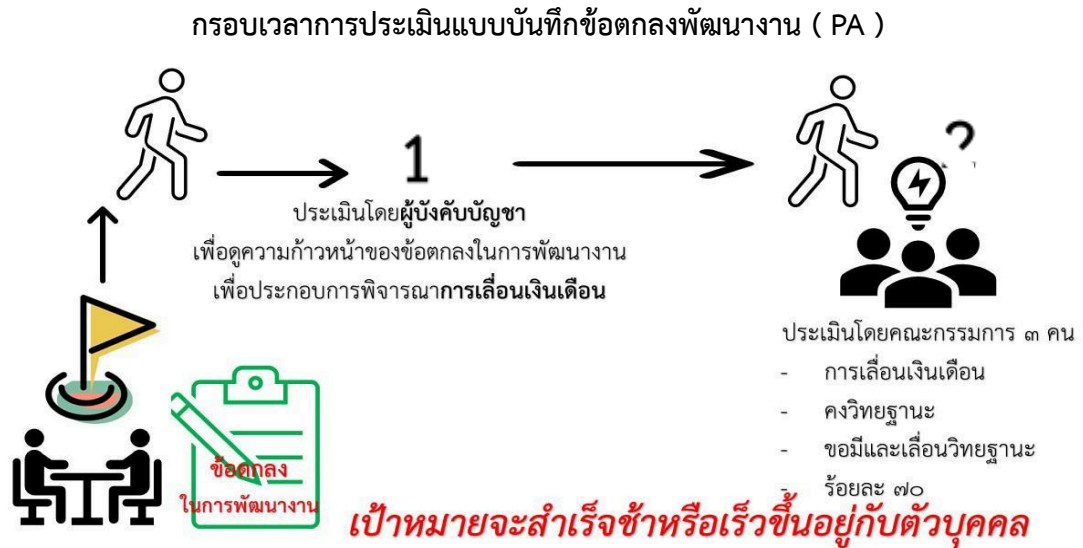 กรอบเวลาการประเมินแบบบันทึกข้อตกลงพัฒนางาน ( PA )
1
ประเมินโดยผู้บังคับบัญชา
เพื่อดูความก้าวหน้าของข้อตกลงในการพัฒนางาน
เพื่อประกอบการพิจารณาการเลื่อนเงินเดือน
ประเมินโดยคณะกรรมการ ๓ คน
- การเลื่อนเงินเดือน
- คงวิทยฐานะ
- ขอมีและเลื่อนวิทยฐานะ
- ร้อยละ ๗๐
ข้อตกลง
ในการพัฒนางาน
เป้าหมายจะสำเร็จช้าหรือเร็วขึ้นอยู่กับตัวบุคคล